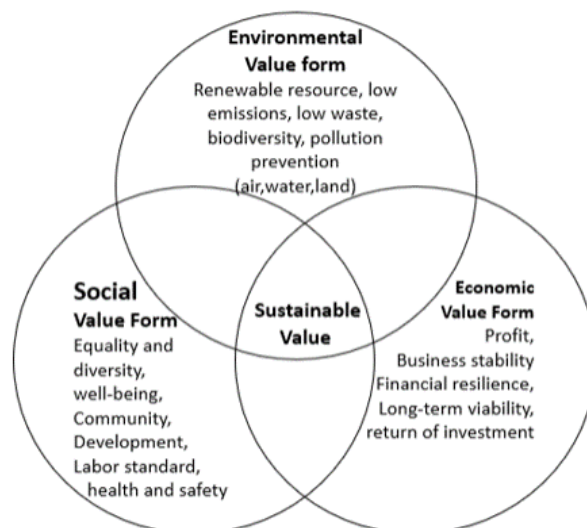 Environmental
Value form
Renewable resource, low
emissions, low waste,
biodiversity, pollution
prevention
(air,water,land)
Social
Value Form
Equality and
diversity,
well-being,
Community,
Development,
Labor standard,
health and safety
Sustainable
Value
Economic
Value Form
Profit,
Business stability
Financial resilience,
Long-term viability,
return of investment